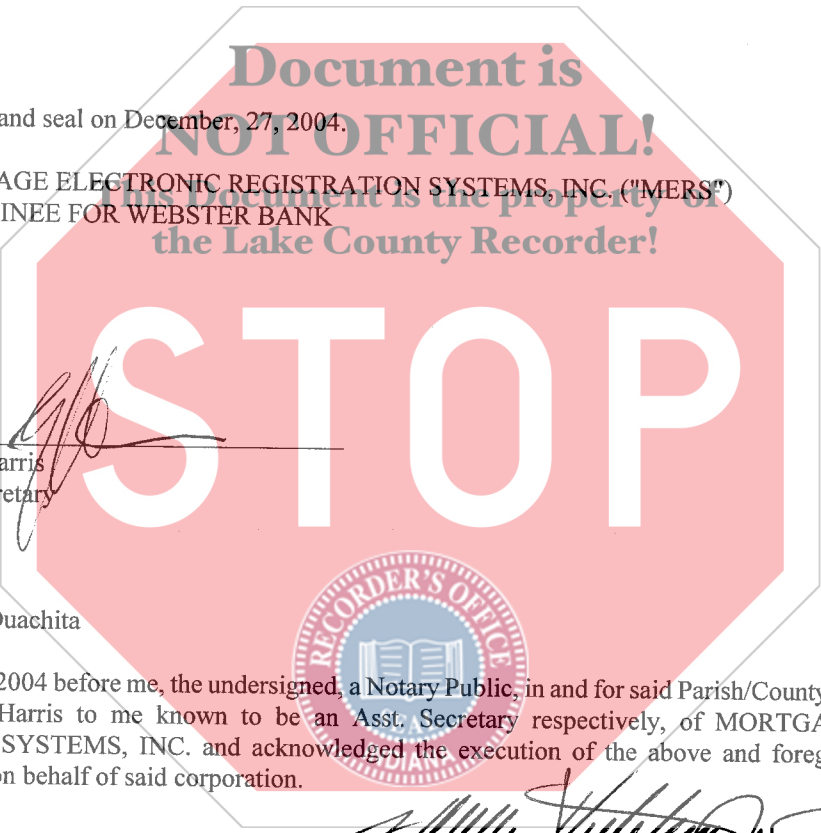 Document is
and seal on December, 27, 2004.
NOT OFFICIAL!
AGE ELECTRONIC REGISTRATION SYSTEMS, INC. ("MERS")
This Document is the property of
INEE FOR WEBSTER BANK
the Lake County Recorder!
STOP
arris
retary
RECORDER'S OFFICE
Ouachita
2004 before me, the undersigned, a Notary Public, in and for said Parish/County
Harris to me known to be an Asst. Secretary respectively, of MORTGA
SYSTEMS, INC. and acknowledged the execution of the above and foreg
on behalf of said corporation.
SEAL
INDIANA